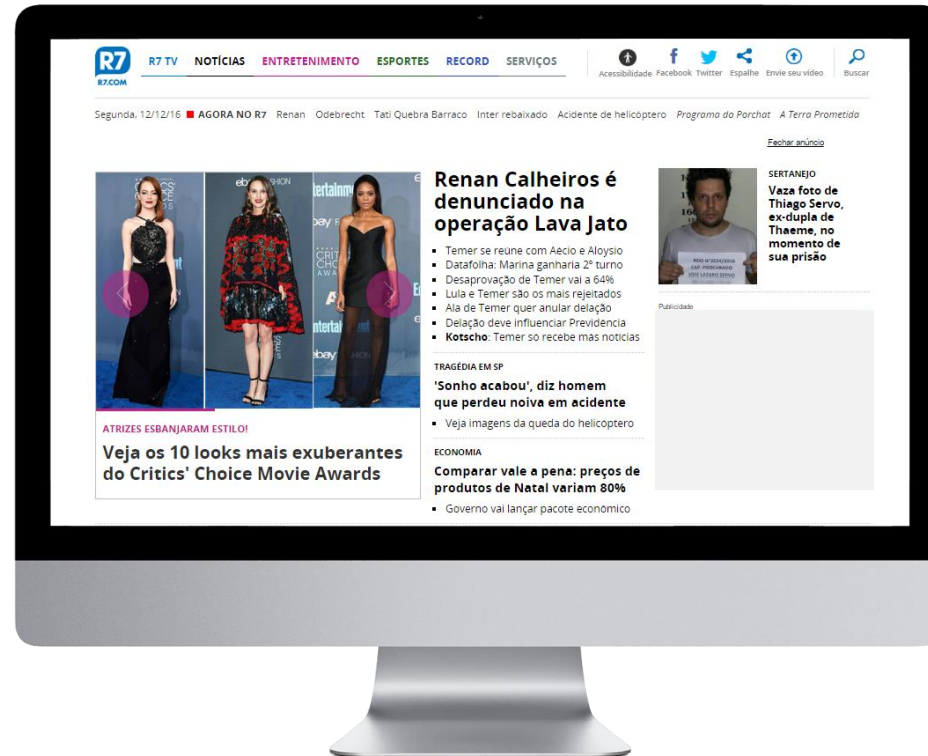 R7
R7.COM
R7 TV NOTÍCIAS ENTRETENIMENTO ESPORTES RECORD SERVIÇOS
Acessibilidade Facebook Twitter Espalhe Envie seu vídeo Buscar
Segunda, 12/12/16 AGORA NO R7 Renan Odebrecht Tati Quebra Barraco Inter rebaixado Acidente de helicóptero Programa do Porchat A Terra Prometida
Fechar anúncio
ATRIZES ESBANJARAM ESTILO!
Veja os 10 looks mais exuberantes
do Critics' Choice Movie Awards
Renan Calheiros é
denunciado na
operação Lava Jato
Temer se reúne com Aécio e Aloysio
Datafolha: Marina ganharia 2º turno
Desaprovação de Temer vai a 64%
Lula e Temer são os mais rejeitados
Ala de Temer quer anular delação
Delação deve influenciar Previdência
Kotscho: Temer só recebe más notícias
TRAGÉDIA EM SP
'Sonho acabou', diz homem
que perdeu noiva em acidente
Veja imagens da queda do helicóptero
ECONOMIA
Comparar vale a pena: preços de
produtos de Natal variam 80%
Governo vai lançar pacote econômico
SERTANEJO
Vaza foto de
Thiago Servo,
ex-dupla de
Thaeme, no
momento de
sua prisão
Publicidade